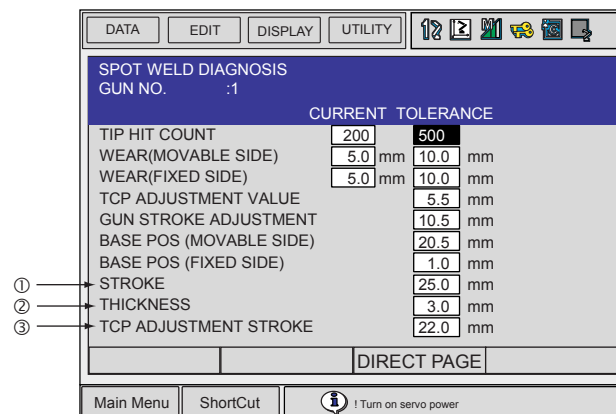 DATA EDIT DISPLAY UTILITY
SPOT WELD DIAGNOSIS
GUN NO. :1
CURRENT TOLERANCE
TIP HIT COUNT 200 500
WEAR(MOVABLE SIDE) 5.0 mm 10.0 mm
WEAR(FIXED SIDE) 5.0 mm 10.0 mm
TCP ADJUSTMENT VALUE 5.5 mm
GUN STROKE ADJUSTMENT 10.5 mm
BASE POS (MOVABLE SIDE) 20.5 mm
BASE POS (FIXED SIDE) 1.0 mm
① STROKE 25.0 mm
② THICKNESS 3.0 mm
③ TCP ADJUSTMENT STROKE 22.0 mm
DIRECT PAGE
Main Menu ShortCut ! Turn on servo power